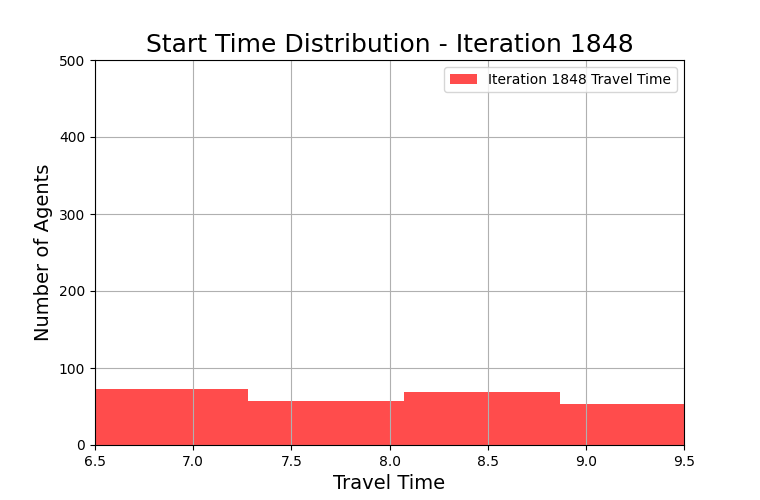 Start Time Distribution - Iteration 1848
Iteration 1848 Travel Time
Number of Agents
500
400
300
200
100
0
6.5 7.0 7.5 8.0 8.5 9.0 9.5
Travel Time